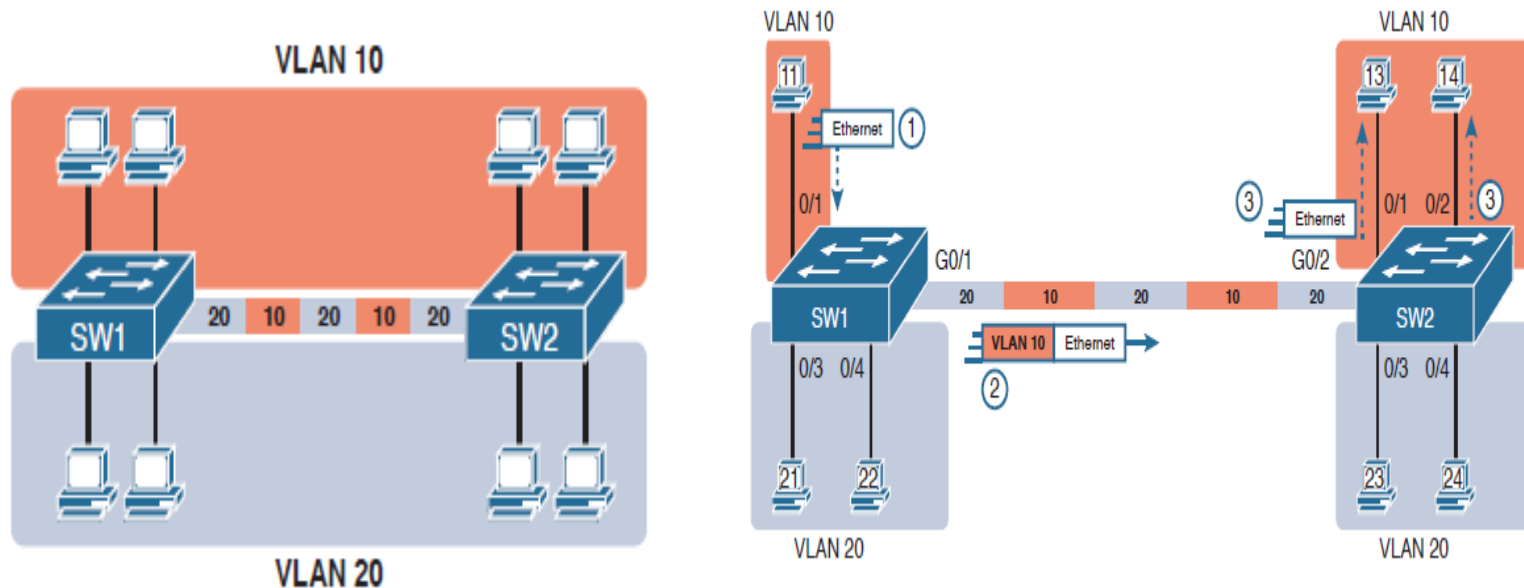 VLAN 10
20 10 20 10 20
SW1
SW2
VLAN 20
VLAN 10
VLAN 10
11
13
14
Ethernet
1
3
Ethernet
3
0/1
0/1 0/2
G0/1
G0/2
20 10 20 10 20
SW1
SW2
VLAN 10 Ethernet
2
0/3 0/4
0/3 0/4
21
22
23
24
VLAN 20
VLAN 20